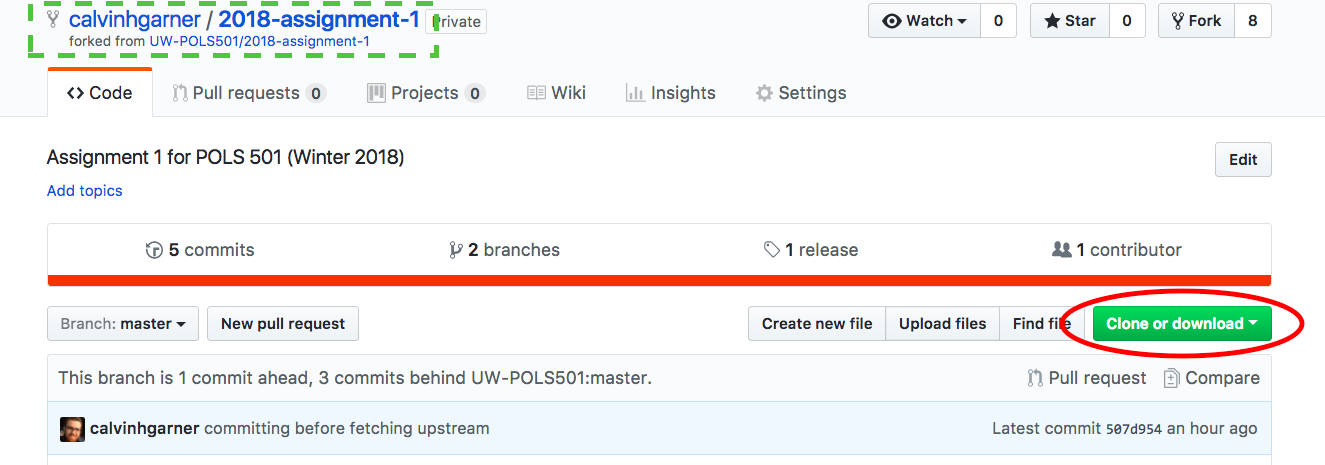 calvinhgarner / 2018-assignment-1 Private
Watch 0 Star 0 Fork 8
forked from UW-POLS501/2018-assignment-1
Code Pull requests 0 Projects 0 Wiki Insights Settings
Assignment 1 for POLS 501 (Winter 2018)
Edit
Add topics
5 commits 2 branches 1 release 1 contributor
Branch: master New pull request Create new file Upload files Find file Clone or download
This branch is 1 commit ahead, 3 commits behind UW-POLS501:master. Pull request Compare
calvinhgarner committing before fetching upstream Latest commit 507d954 an hour ago